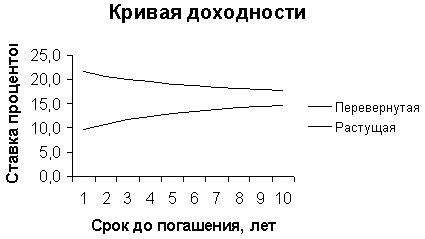 Кривая доходности
Ставка процентов
25,0
20,0
15,0
10,0
5,0
0,0
1 2 3 4 5 6 7 8 9 10
Срок до погашения, лет
Перевернутая
Растущая